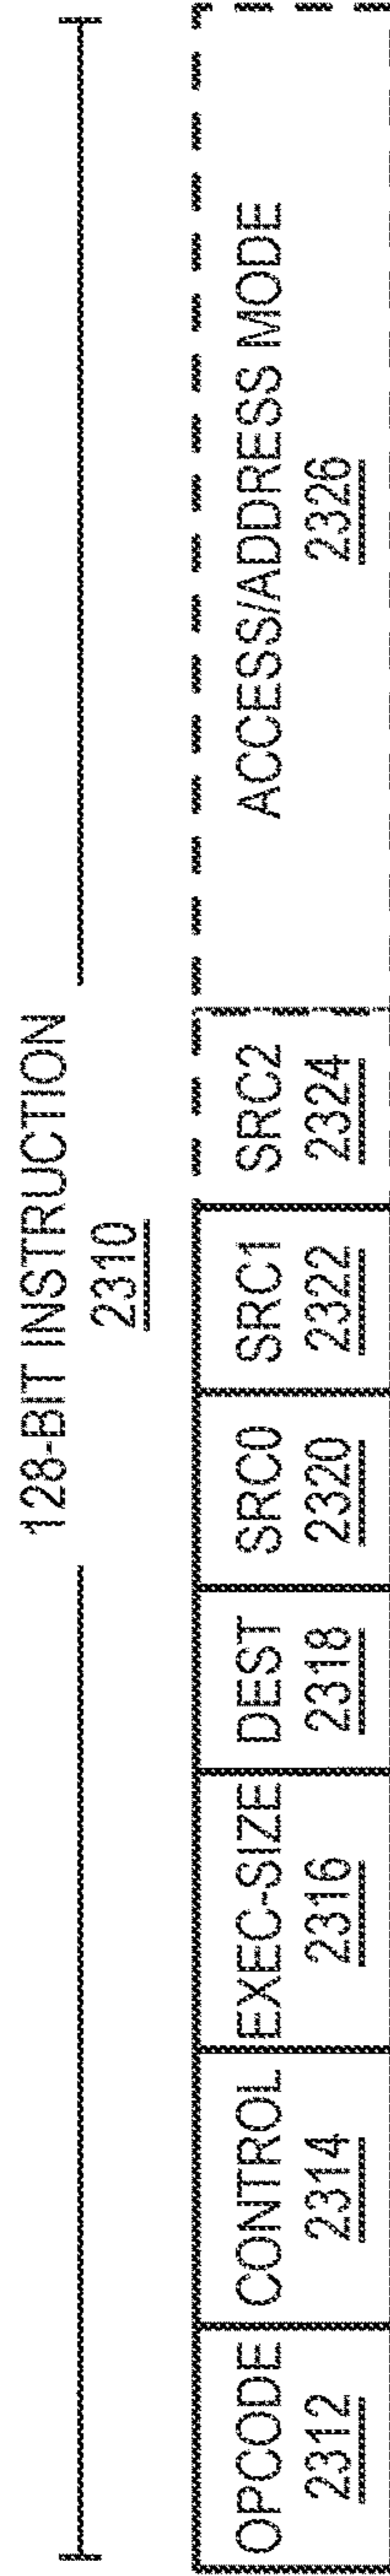 128-BIT INSTRUCTION
2310
OPCODE
2312
CONTROL
2314
EXEC-SIZE
2316
DEST
2318
SRC0
2320
SRC1
2322
SRC2
2324
ACCESS/ADDRESS MODE
2326